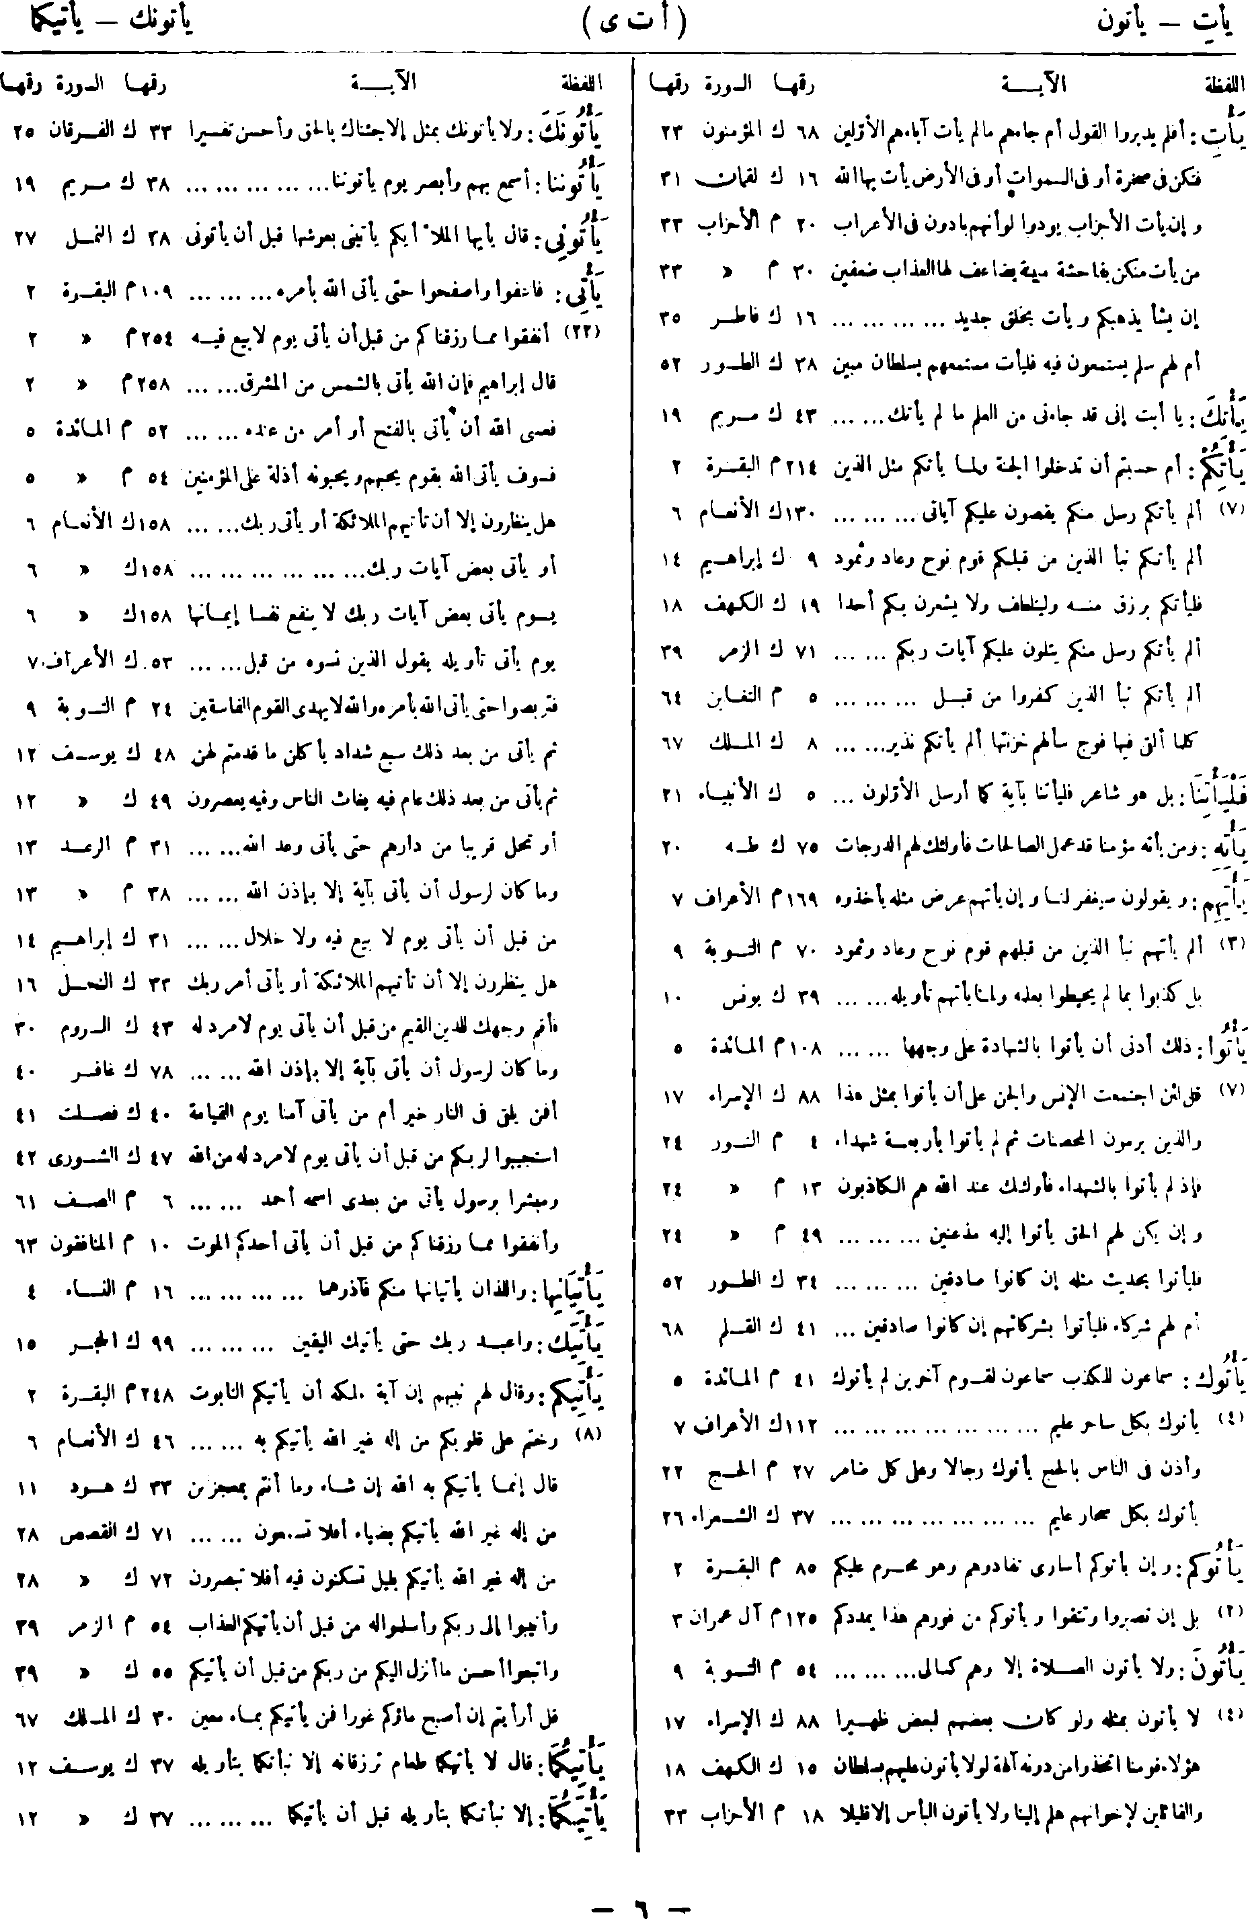 يأتِ — يأتون (أ ت ى) يأتونك — يأتيكما
اللفظة الآيــــة رقمها السورة رقمها
يَأْتِ : أفلم يدبروا القول أم جاءهم مالم يأت آباءهم الأوّلين ٦٨ ك المؤمنون ٢٣
فتكن فى صخرة أو فى السموات أو فى الأرض يأت بها الله ١٦ ك لقمان ٣١
وإن يأت الأحزاب يودوا لو أنهم بادون فى الأعراب ٢٠ م الأحزاب ٣٣
من يأت منكن بفاحشة مبينة يضاعف لها العذاب ضعفين ٣٠ م « ٣٣
إن يشأ يذهبكم ويأت بخلق جديد ... ... ... ... ١٦ ك فاطر ٣٥
أم لهم سلم يستمعون فيه فليأت مستمعهم بسلطان مبين ٣٨ ك الطور ٥٢
يَأْتِكَ : يا أبت إنى قد جاءنى من العلم ما لم يأتك... ... ٤٣ ك مريم ١٩
يَأْتِكُمْ : أم حسبتم أن تدخلوا الجنة ولما يأتكم مثل الذين ٢١٤ م البقرة ٢
(٧) ألم يأتكم رسل منكم يقصون عليكم آياتى ... ... ... ١٣٠ ك الأنعام ٦
ألم يأتكم نبأ الذين من قبلكم قوم نوح وعاد وثمود ٩ ك إبراهيم ١٤
فليأتكم برزق منه وليتلطف ولا يشعرن بكم أحدا ١٩ ك الكهف ١٨
ألم يأتكم رسل منكم يتلون عليكم آيات ربكم ... ... ٧١ ك الزمر ٣٩
ألم يأتكم نبأ الذين كفروا من قبل ... ... ... ٥ م التغابن ٦٤
كلما ألقى فيها فوج سألهم خزنتها ألم يأتكم نذير... ... ٨ ك الملك ٦٧
فَلْيَأْتِنَا : بل هو شاعر فليأتنا بآية كما أرسل الأوّلون ... ٥ ك الأنبياء ٢١
يَأْتِهِ : ومن يأته مؤمنا قد عمل الصالحات فأولئك لهم الدرجات ٧٥ ك طه ٢٠
يَأْتِهِم : ويقولون سيغفر لنا وإن يأتهم عرض مثله يأخذوه ١٦٩ م الأعراف ٧
(٣) ألم يأتهم نبأ الذين من قبلهم قوم نوح وعاد وثمود ٧٠ م التوبة ٩
بل كذبوا بما لم يحيطوا بعلمه ولما يأتهم تأويله... ... ٣٩ ك يونس ١٠
يَأْتُوا : ذلك أدنى أن يأتوا بالشهادة على وجهها ... ... ١٠٨ م المائدة ٥
(٧) قل لئن اجتمعت الإنس والجن على أن يأتوا بمثل هذا ٨٨ ك الإسراء ١٧
والذين يرمون المحصنات ثم لم يأتوا بأربعة شهداء ٤ م النور ٢٤
فإذ لم يأتوا بالشهداء فأولئك عند الله هم الكاذبون ١٣ م « ٢٤
وإن يكن لهم الحق يأتوا إليه مذعنين ... ... ... ٤٩ م « ٢٤
فليأتوا بحديث مثله إن كانوا صادقين ... ... ... ٣٤ ك الطور ٥٢
أم لهم شركاء فليأتوا بشركائهم إن كانوا صادقين ... ٤١ ك القلم ٦٨
يَأْتُوك : سماعون للكذب سماعون لقوم آخرين لم يأتوك ٤١ م المائدة ٥
(٤) يأتوك بكل ساحر عليم ... ... ... ... ... ... ... ١١٢ ك الأعراف ٧
وأذن فى الناس بالحج يأتوك رجالا وعلى كل ضامر ٢٧ م الحج ٢٢
يأتوك بكل سحار عليم ... ... ... ... ... ... ... ٣٧ ك الشعراء ٢٦
يَأْتُوكم : وإن يأتوكم أسارى تفادوهم وهو محرم عليكم ٨٥ م البقرة ٢
(٢) بلى إن تصبروا وتتقوا ويأتوكم من فورهم هذا يمددكم ١٢٥ م آل عمران ٣
يَأْتُونَ : ولا يأتون الصلاة إلا وهم كسالى... ... ... ... ٥٤ م التوبة ٩
(٤) لا يأتون بمثله ولو كان بعضهم لبعض ظهيرا ٨٨ ك الإسراء ١٧
هؤلاء قومنا اتخذوا من دونه آلهة لولا يأتون عليهم بسلطان ١٥ ك الكهف ١٨
والقائلين لإخوانهم هلم إلينا ولا يأتون البأس إلا قليلا ١٨ م الأحزاب ٣٣
اللفظة الآيــــة رقمها السورة رقمها
يَأْتُونَكَ : ولا يأتونك بمثل إلا جئناك بالحق وأحسن تفسيرا ٣٣ ك الفرقان ٢٥
يَأْتُوننا : أسمع بهم وأبصر يوم يأتوننا... ... ... ... ... ٣٨ ك مريم ١٩
يَأْتُونِى : قال يأيها الملأ أيكم يأتينى بعرشها قبل أن يأتونى ٣٨ ك النمل ٢٧
يَأْتِى : فاعفوا واصفحوا حتى يأتى الله بأمره... ... ... ١٠٩ م البقرة ٢
(٢٢) أنفقوا مما رزقناكم من قبل أن يأتى يوم لا بيع فيه ٢٥٤ م « ٢
قال إبراهيم فإن الله يأتى بالشمس من المشرق... ... ٢٥٨ م « ٢
فعسى الله أن يأتى بالفتح أو أمر من عنده... ... ٥٢ م المائدة ٥
فسوف يأتى الله بقوم يحبهم ويحبونه أذلة على المؤمنين ٥٤ م « ٥
هل ينظرون إلا أن تأتيهم الملائكة أو يأتى ربك... ... ١٥٨ ك الأنعام ٦
أو يأتى بعض آيات ربك... ... ... ... ... ... ١٥٨ ك « ٦
يوم يأتى بعض آيات ربك لا ينفع نفسا إيمانها ١٥٨ ك « ٦
يوم يأتى تأويله يقول الذين نسوه من قبل... ... ٥٣ ك الأعراف ٧
فتربصوا حتى يأتى الله بأمره والله لا يهدى القوم الفاسقين ٢٤ م التوبة ٩
ثم يأتى من بعد ذلك سبع شداد يأكلن ما قدمتم لهن ٤٨ ك يوسف ١٢
ثم يأتى من بعد ذلك عام فيه يغاث الناس وفيه يعصرون ٤٩ ك « ١٢
أو تحل قريبا من دارهم حتى يأتى وعد الله... ... ٣١ م الرعد ١٣
وما كان لرسول أن يأتى بآية إلا بإذن الله ... ... ٣٨ م « ١٣
من قبل أن يأتى يوم لا بيع فيه ولا خلال... ... ٣١ ك إبراهيم ١٤
هل ينظرون إلا أن تأتيهم الملائكة أو يأتى أمر ربك ٣٣ ك النحل ١٦
فأقم وجهك للدين القيم من قبل أن يأتى يوم لا مرد له ٤٣ ك الروم ٣٠
وما كان لرسول أن يأتى بآية إلا بإذن الله ... ... ٧٨ ك غافر ٤٠
أفمن يلقى فى النار خير أم من يأتى آمنا يوم القيامة ٤٠ ك فصلت ٤١
استجيبوا لربكم من قبل أن يأتى يوم لا مرد له من الله ٤٧ ك الشورى ٤٢
ومبشرا برسول يأتى من بعدى اسمه أحمد ... ... ٦ م الصف ٦١
وأنفقوا مما رزقناكم من قبل أن يأتى أحدكم الموت ١٠ م المنافقون ٦٣
يَأْتِيَانِها : واللذان يأتيانها منكم فآذوهما ... ... ... ... ١٦ م النساء ٤
يَأْتِيَك : واعبد ربك حتى يأتيك اليقين ... ... ... ٩٩ ك الحجر ١٥
يَأْتِيَكم : وقال لهم نبيهم إن آية ملكه أن يأتيكم التابوت ٢٤٨ م البقرة ٢
(٨) وختم على قلوبكم من إله غير الله يأتيكم به ... ... ٤٦ ك الأنعام ٦
قال إنما يأتيكم به الله إن شاء وما أنتم بمعجزين ٣٣ ك هود ١١
من إله غير الله يأتيكم بضياء أفلا تسمعون ... ... ٧١ ك القصص ٢٨
من إله غير الله يأتيكم بليل تسكنون فيه أفلا تبصرون ٧٢ ك « ٢٨
وأنيبوا إلى ربكم وأسلموا له من قبل أن يأتيكم العذاب ٥٤ م الزمر ٣٩
واتبعوا أحسن ما أنزل اليكم من ربكم من قبل أن يأتيكم ٥٥ ك « ٣٩
قل أرأيتم إن أصبح ماؤكم غورا فمن يأتيكم بماء معين ٣٠ ك الملك ٦٧
يَأْتِيكُمَا : قال لا يأتيكما طعام ترزقانه إلا نبأتكما بتأويله ٣٧ ك يوسف ١٢
يَأْتِيَكُمَا : إلا نبأتكما بتأويله قبل أن يأتيكما ... ... ... ٣٧ ك « ١٢
— ٦ —